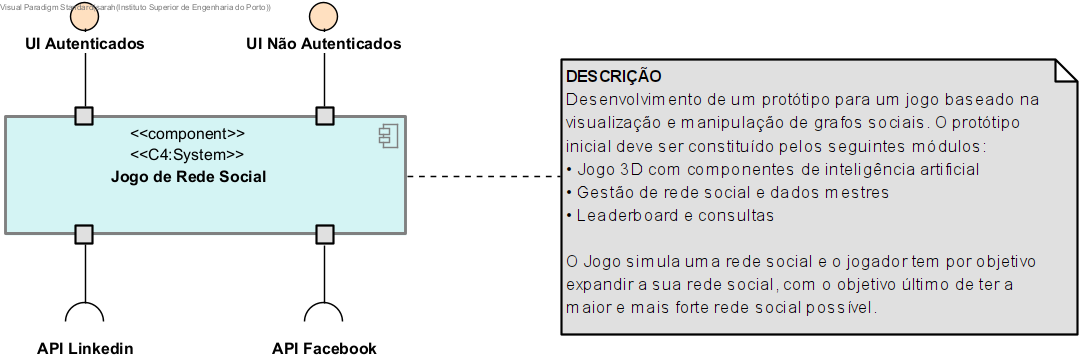 Visual Paradigm Standard(sarah(Instituto Superior de Engenharia do Porto))
UI Autenticados
UI Não Autenticados
<<component>>
<<C4:System>>
Jogo de Rede Social
API Linkedin
API Facebook
DESCRIÇÃO
Desenvolvimento de um protótipo para um jogo baseado na
visualização e manipulação de grafos sociais. O protótipo
inicial deve ser constituído pelos seguintes módulos:
• Jogo 3D com componentes de inteligência artificial
• Gestão de rede social e dados mestres
• Leaderboard e consultas
O Jogo simula uma rede social e o jogador tem por objetivo
expandir a sua rede social, com o objetivo último de ter a
maior e mais forte rede social possível.